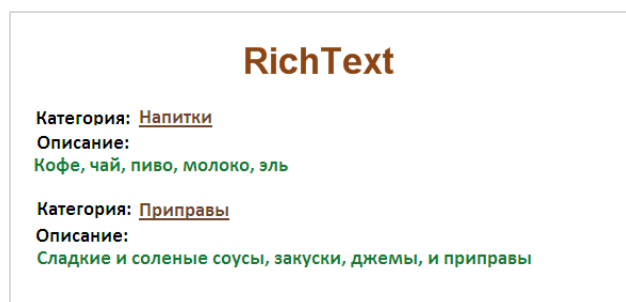 RichText
Категория: Напитки
Описание:
Кофе, чай, пиво, молоко, эль
Категория: Приправы
Описание:
Сладкие и соленые соусы, закуски, джемы, и приправы